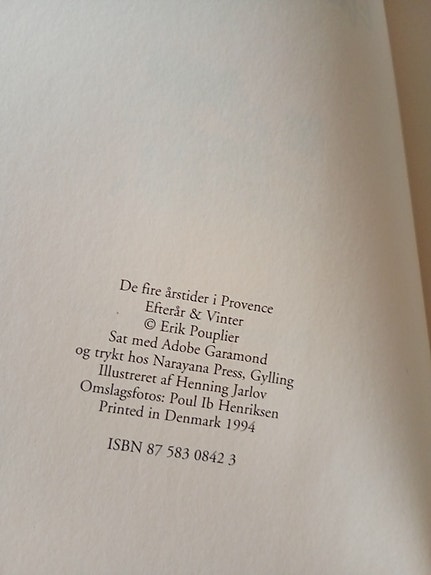 De fire årstider i Provence
Efterår & Vinter
© Erik Pouplier
Sat med Adobe Garamond
og trykt hos Narayana Press, Gylling
Illustreret af Henning Jarlov
Omslagsfotos: Poul Ib Henriksen
Printed in Denmark 1994
ISBN 87 583 0842 3